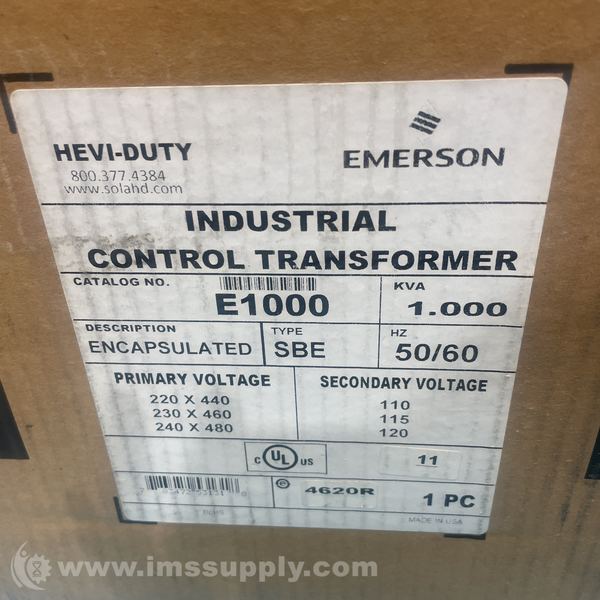 HEVI-DUTY
800.377.4384
www.solahd.com
EMERSON
INDUSTRIAL
CONTROL TRANSFORMER
CATALOG NO.
E1000
KVA
1.000
DESCRIPTION
ENCAPSULATED
TYPE
SBE
HZ
50/60
PRIMARY VOLTAGE
220 X 440
230 X 460
240 X 480
SECONDARY VOLTAGE
110
115
120
C UL US
11
4620R
1 PC
MADE IN USA
www.imssupply.com